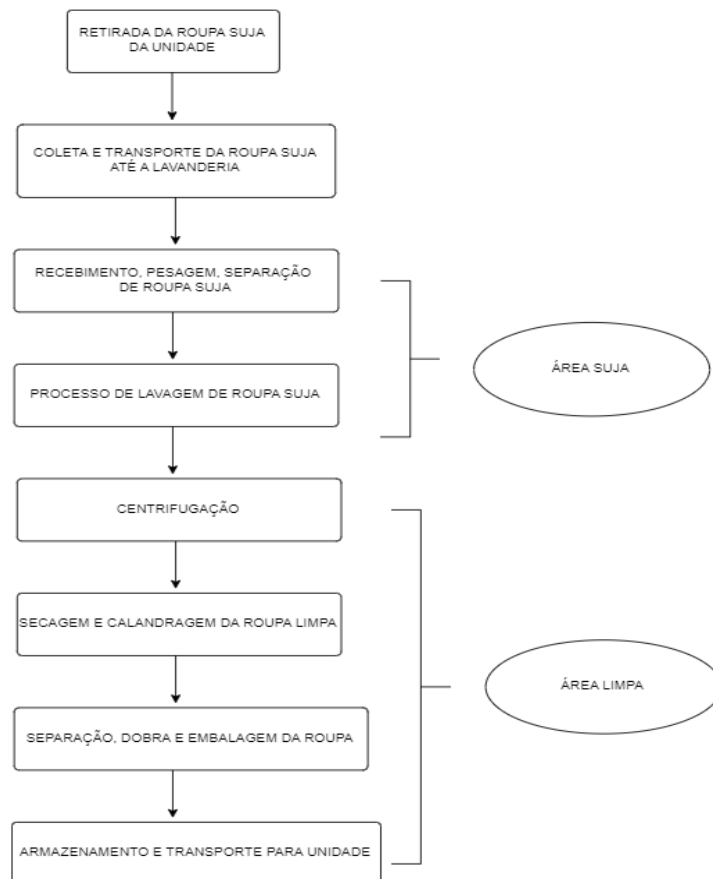 RETIRADA DA ROUPA SUJA
DA UNIDADE
COLETA E TRANSPORTE DA ROUPA SUJA
ATÉ A LAVANDERIA
RECEBIMENTO, PESAGEM, SEPARAÇÃO
DE ROUPA SUJA
ÁREA SUJA
PROCESSO DE LAVAGEM DE ROUPA SUJA
CENTRIFUGAÇÃO
SECAGEM E CALANDRAGEM DA ROUPA LIMPA
ÁREA LIMPA
SEPARAÇÃO, DOBRA E EMBALAGEM DA ROUPA
ARMAZENAMENTO E TRANSPORTE PARA UNIDADE